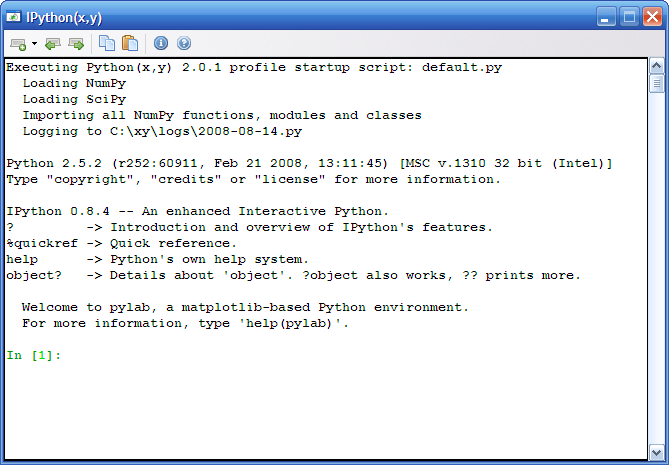 IPython(x,y)
Executing Python(x,y) 2.0.1 profile startup script: default.py
  Loading NumPy
  Loading SciPy
  Importing all NumPy functions, modules and classes
  Logging to C:\xy\logs\2008-08-14.py

Python 2.5.2 (r252:60911, Feb 21 2008, 13:11:45) [MSC v.1310 32 bit (Intel)]
Type "copyright", "credits" or "license" for more information.

IPython 0.8.4 -- An enhanced Interactive Python.
?         -> Introduction and overview of IPython's features.
%quickref -> Quick reference.
help      -> Python's own help system.
object?   -> Details about 'object'. ?object also works, ?? prints more.

  Welcome to pylab, a matplotlib-based Python environment.
  For more information, type 'help(pylab)'.

In [1]: